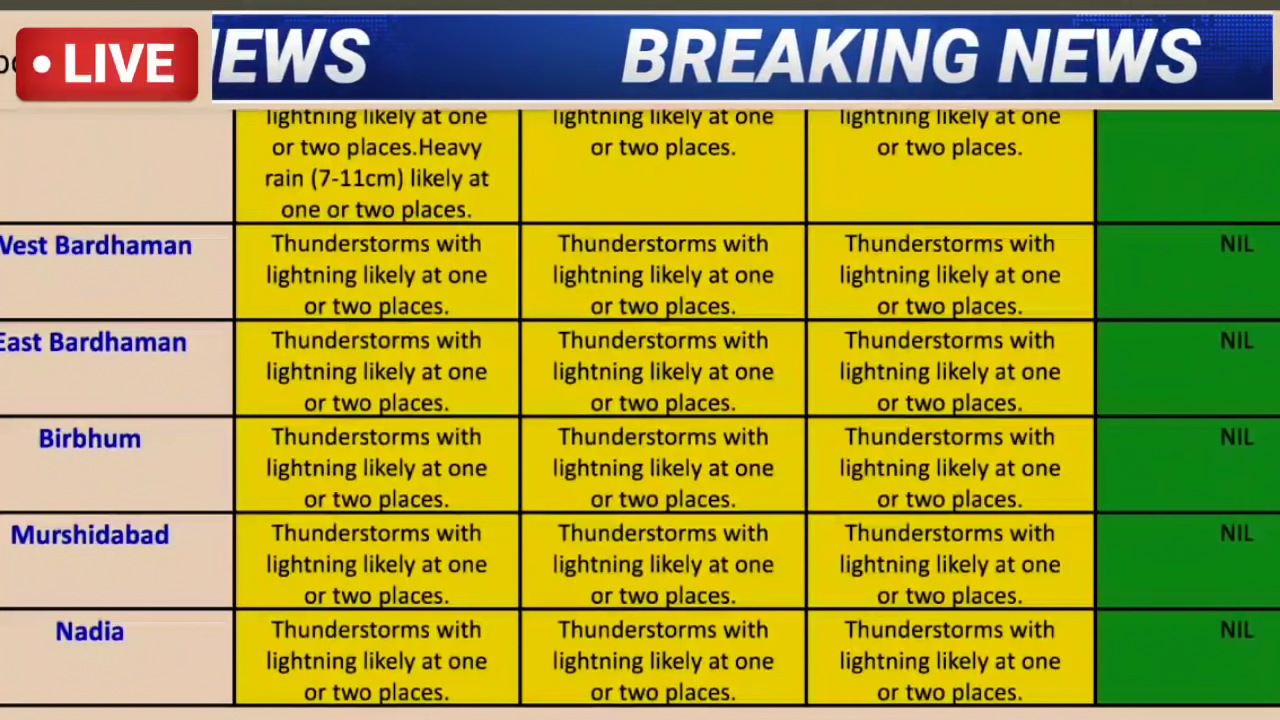 LIVE
EWS
BREAKING NEWS
lightning likely at one
or two places.Heavy
rain (7-11cm) likely at
one or two places.
lightning likely at one
or two places.
lightning likely at one
or two places.
West Bardhaman
Thunderstorms with
lightning likely at one
or two places.
Thunderstorms with
lightning likely at one
or two places.
Thunderstorms with
lightning likely at one
or two places.
NIL
East Bardhaman
Thunderstorms with
lightning likely at one
or two places.
Thunderstorms with
lightning likely at one
or two places.
Thunderstorms with
lightning likely at one
or two places.
NIL
Birbhum
Thunderstorms with
lightning likely at one
or two places.
Thunderstorms with
lightning likely at one
or two places.
Thunderstorms with
lightning likely at one
or two places.
NIL
Murshidabad
Thunderstorms with
lightning likely at one
or two places.
Thunderstorms with
lightning likely at one
or two places.
Thunderstorms with
lightning likely at one
or two places.
NIL
Nadia
Thunderstorms with
lightning likely at one
or two places.
Thunderstorms with
lightning likely at one
or two places.
Thunderstorms with
lightning likely at one
or two places.
NIL